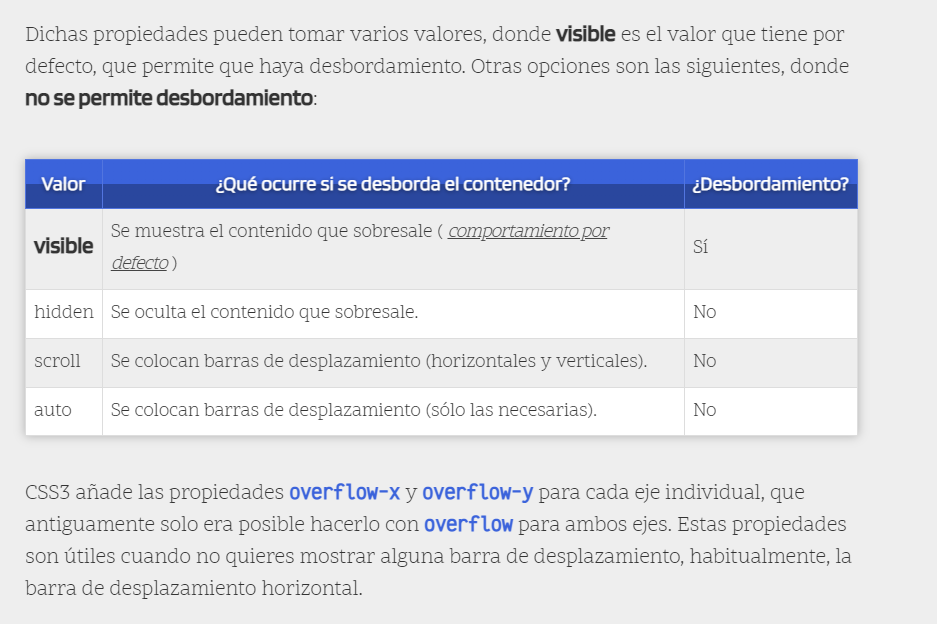 Dichas propiedades pueden tomar varios valores, donde visible es el valor que tiene por
defecto, que permite que haya desbordamiento. Otras opciones son las siguientes, donde
no se permite desbordamiento:
Valor ¿Qué ocurre si se desborda el contenedor? ¿Desbordamiento?
visible Se muestra el contenido que sobresale ( comportamiento por
defecto ) Sí
hidden Se oculta el contenido que sobresale. No
scroll Se colocan barras de desplazamiento (horizontales y verticales). No
auto Se colocan barras de desplazamiento (sólo las necesarias). No
CSS3 añade las propiedades overflow-x y overflow-y para cada eje individual, que
antiguamente solo era posible hacerlo con overflow para ambos ejes. Estas propiedades
son útiles cuando no quieres mostrar alguna barra de desplazamiento, habitualmente, la
barra de desplazamiento horizontal.